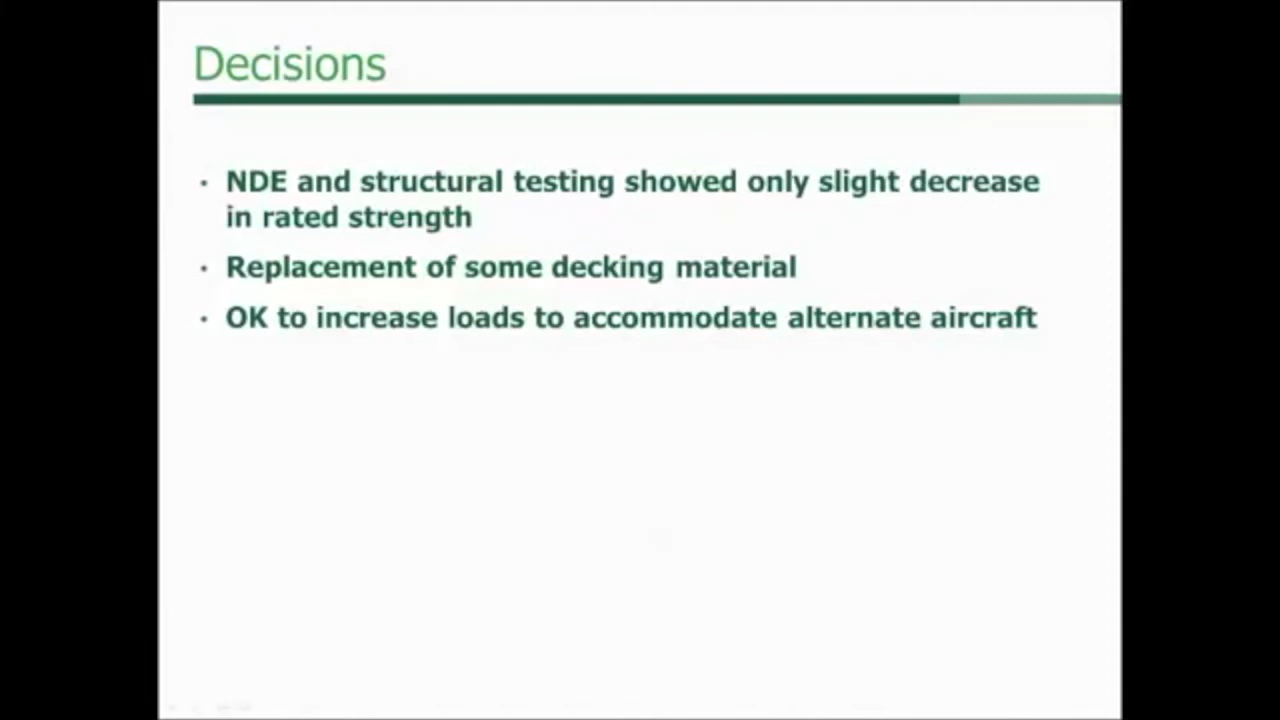 Decisions
· NDE and structural testing showed only slight decrease
in rated strength
· Replacement of some decking material
· OK to increase loads to accommodate alternate aircraft